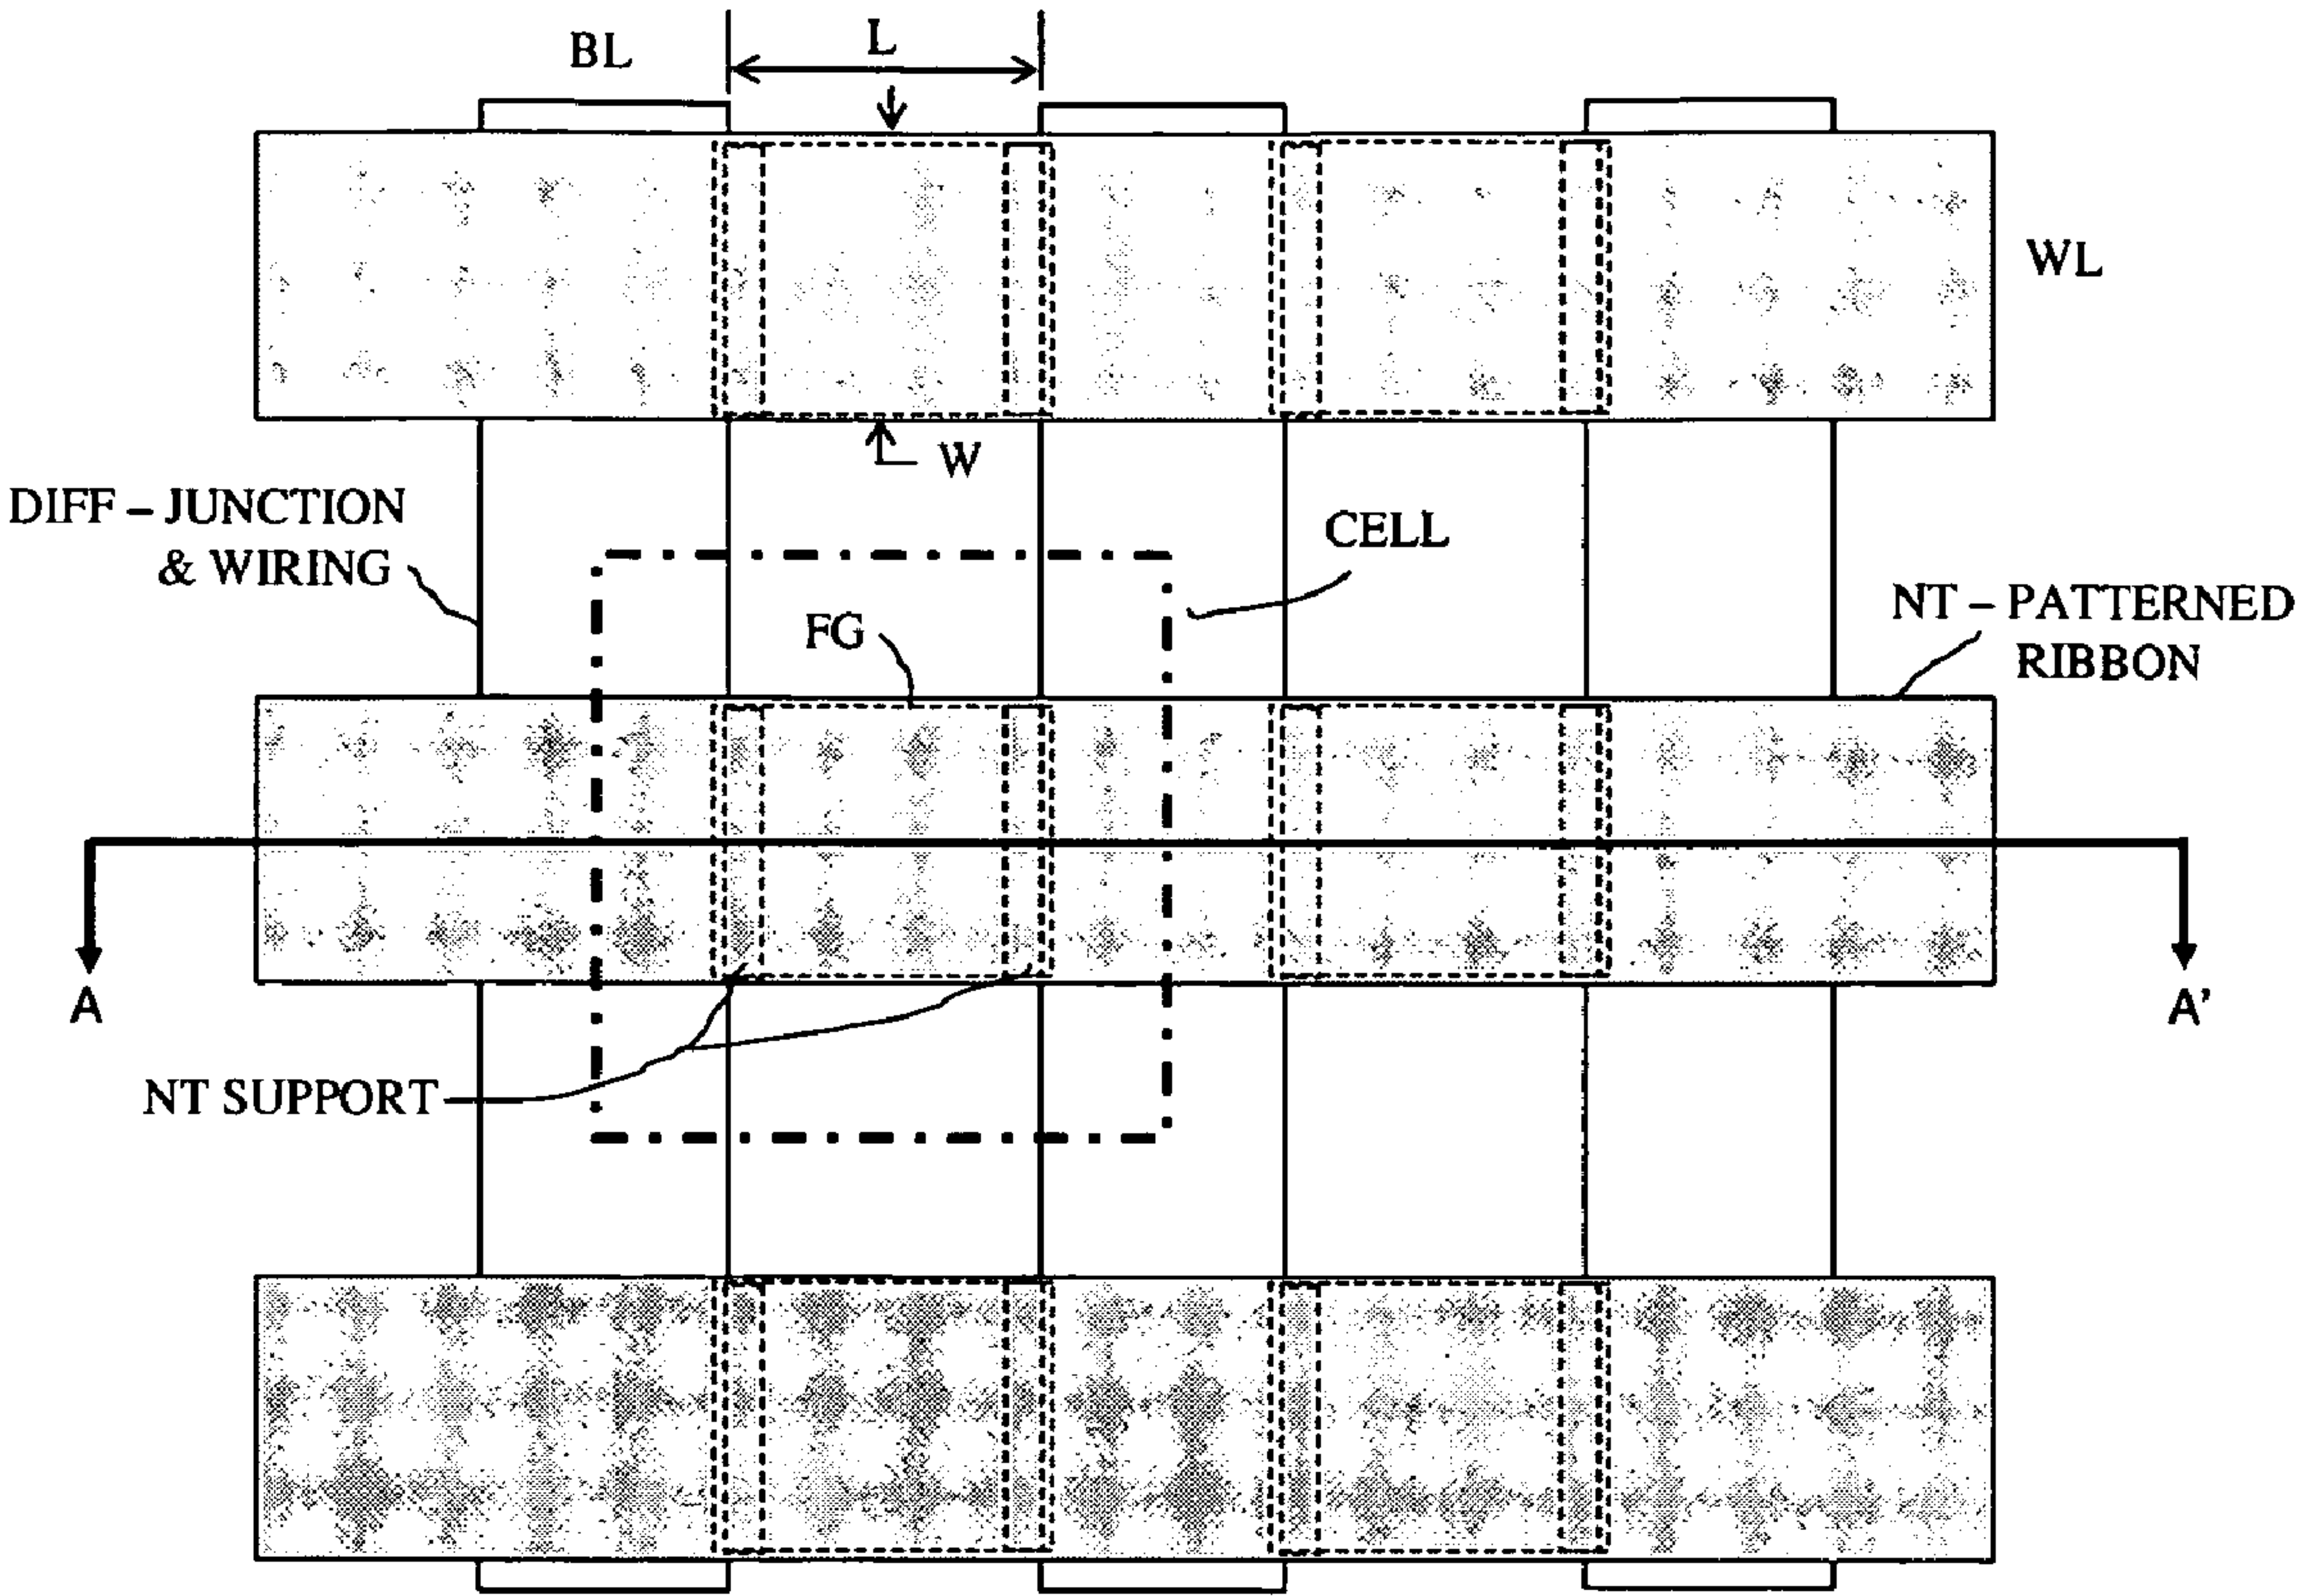 BL
L
WL
W
DIFF – JUNCTION
& WIRING
CELL
FG
NT – PATTERNED
RIBBON
A
A'
NT SUPPORT